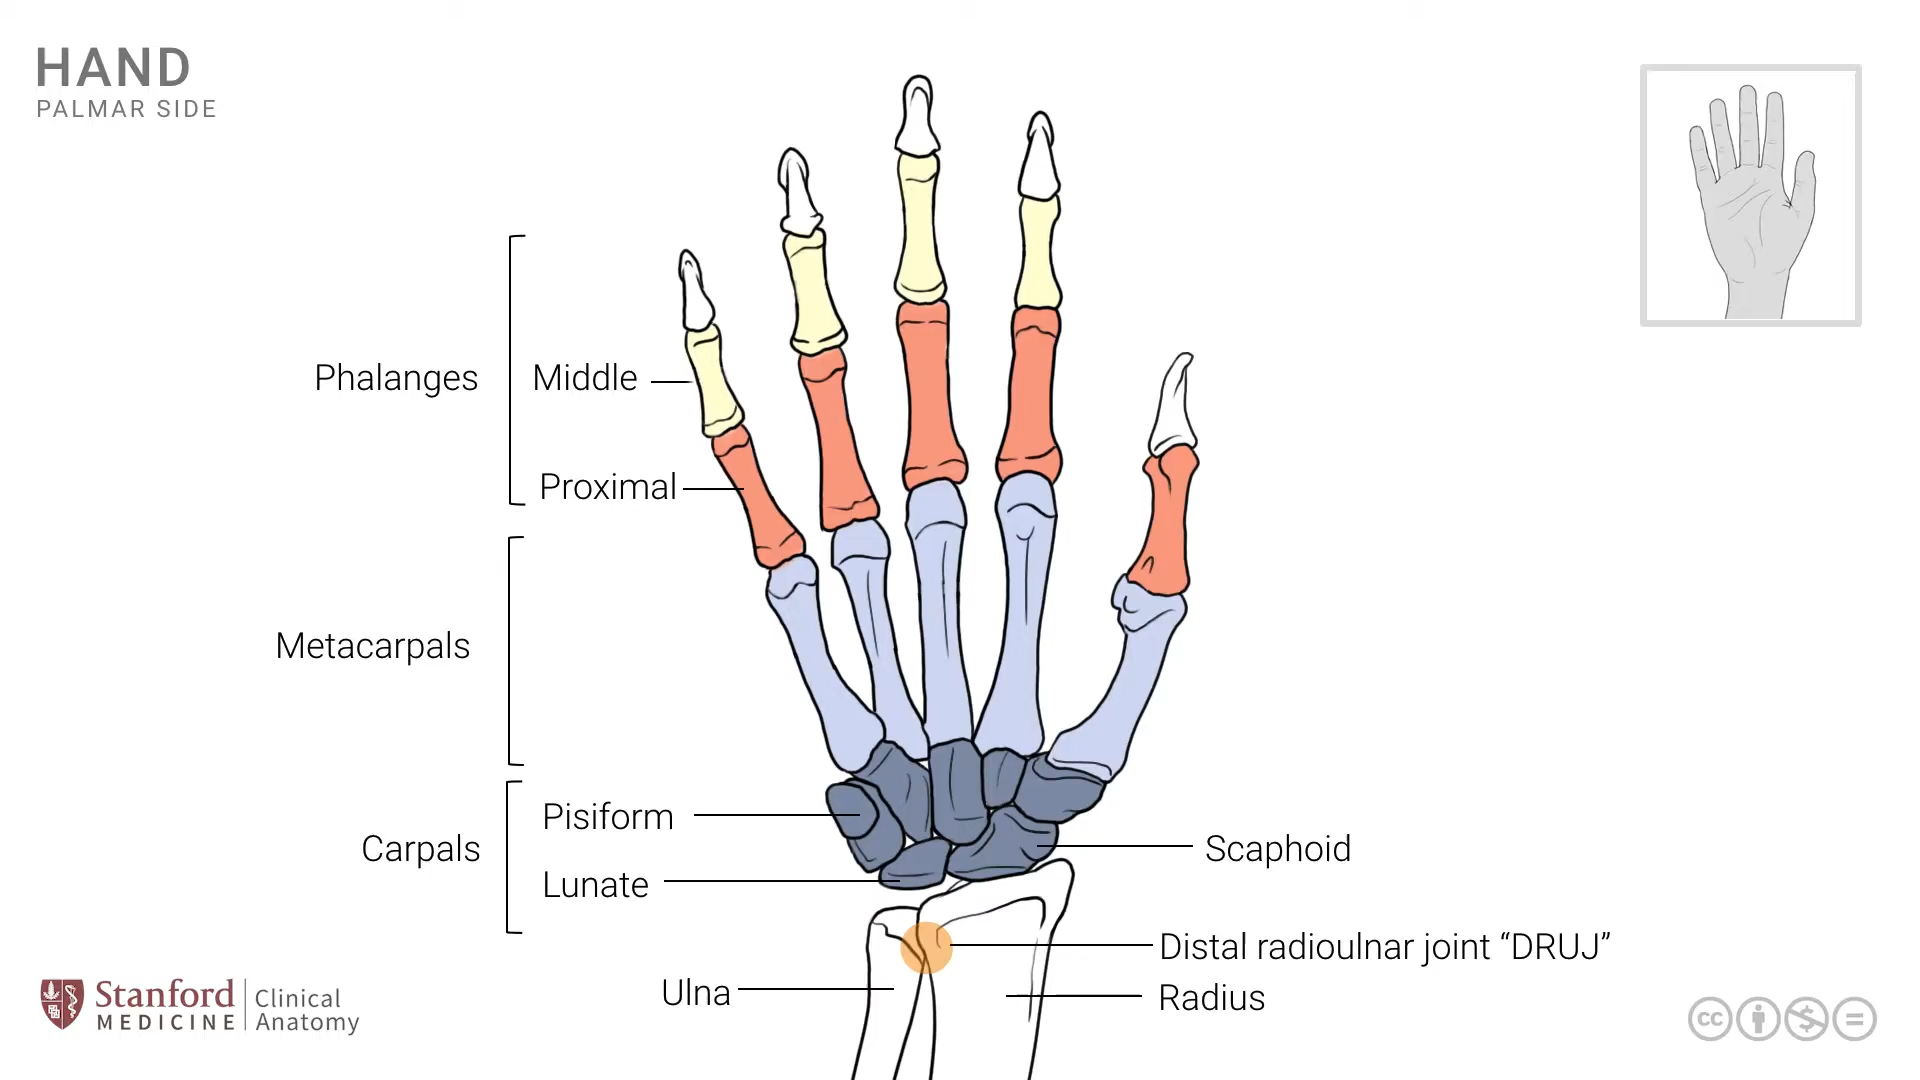 HAND
PALMAR SIDE
Phalanges
Middle
Proximal
Metacarpals
Carpals
Pisiform
Lunate
Scaphoid
Distal radioulnar joint “DRUJ”
Ulna
Radius
Stanford
MEDICINE
Clinical
Anatomy
cc